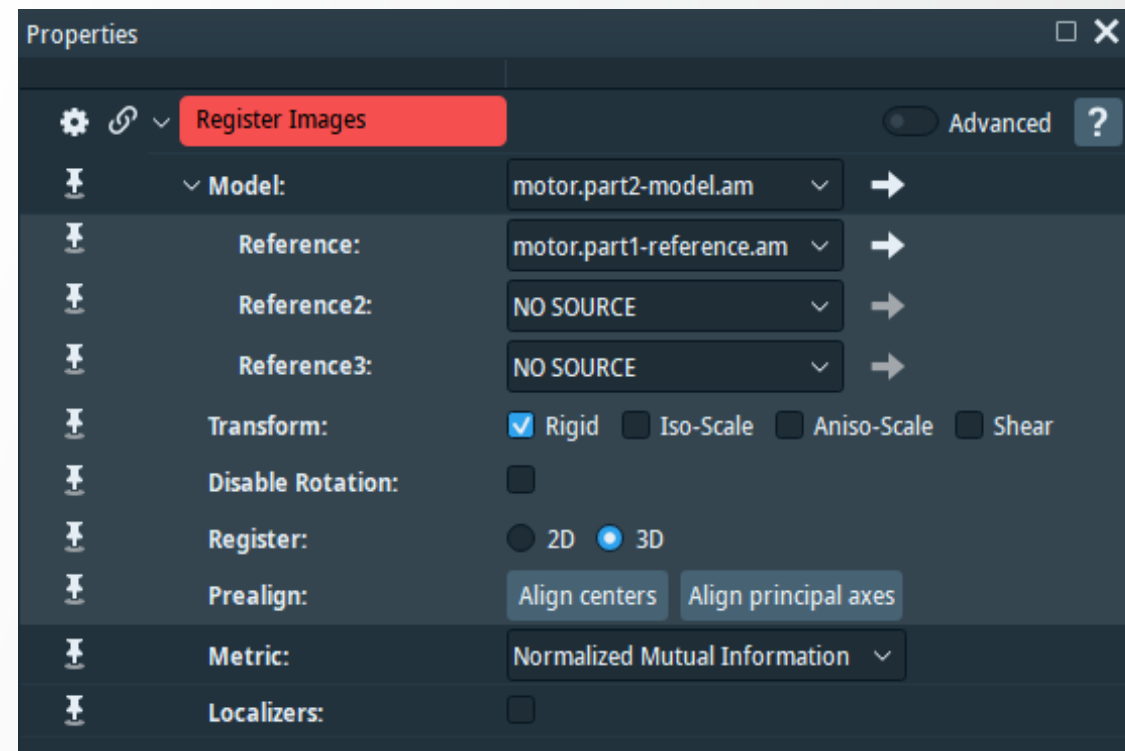 Properties
Register Images Advanced ?
Model: motor.part2-model.am
Reference: motor.part1-reference.am
Reference2: NO SOURCE
Reference3: NO SOURCE
Transform: Rigid Iso-Scale Aniso-Scale Shear
Disable Rotation:
Register: 2D 3D
Prealign: Align centers Align principal axes
Metric: Normalized Mutual Information
Localizers: